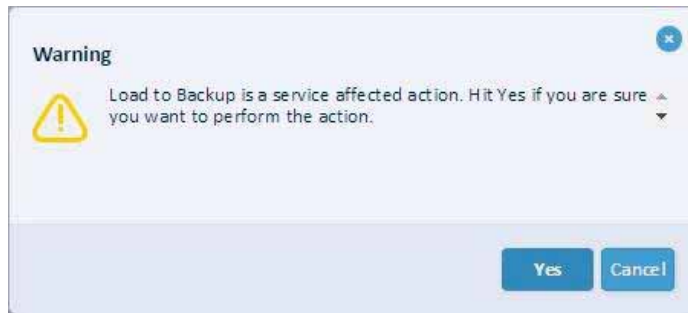 Warning
Load to Backup is a service affected action. Hit Yes if you are sure
you want to perform the action.
Yes
Cancel